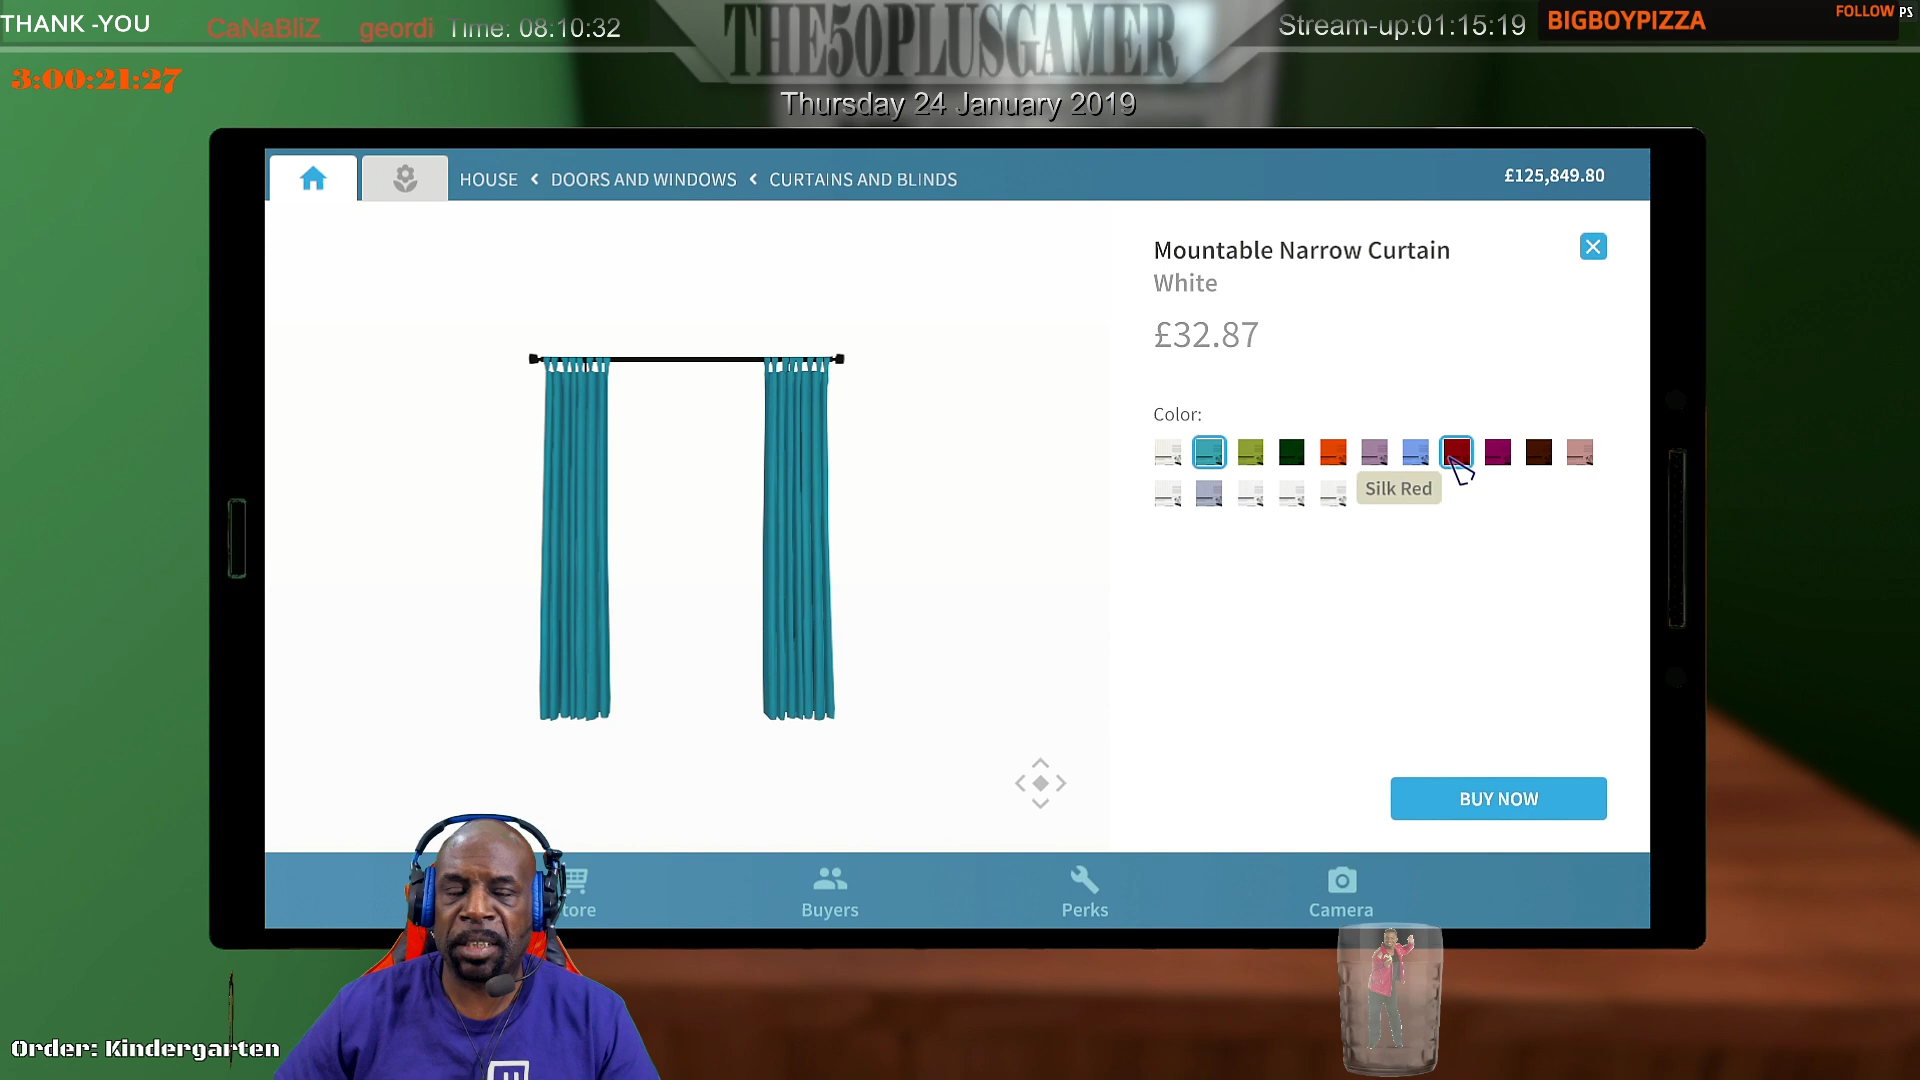 THANK -YOU
CaNaBliZ geordi
Time: 08:10:32
THE50PLUSGAMER
Stream-up:01:15:19
BIGBOYPIZZA
FOLLOW PS
3:00:21:27
Thursday 24 January 2019
HOUSE < DOORS AND WINDOWS < CURTAINS AND BLINDS
£125,849.80
Mountable Narrow Curtain
White
£32.87
Color:
Silk Red
BUY NOW
tore
Buyers
Perks
Camera
Order: Kindergarten